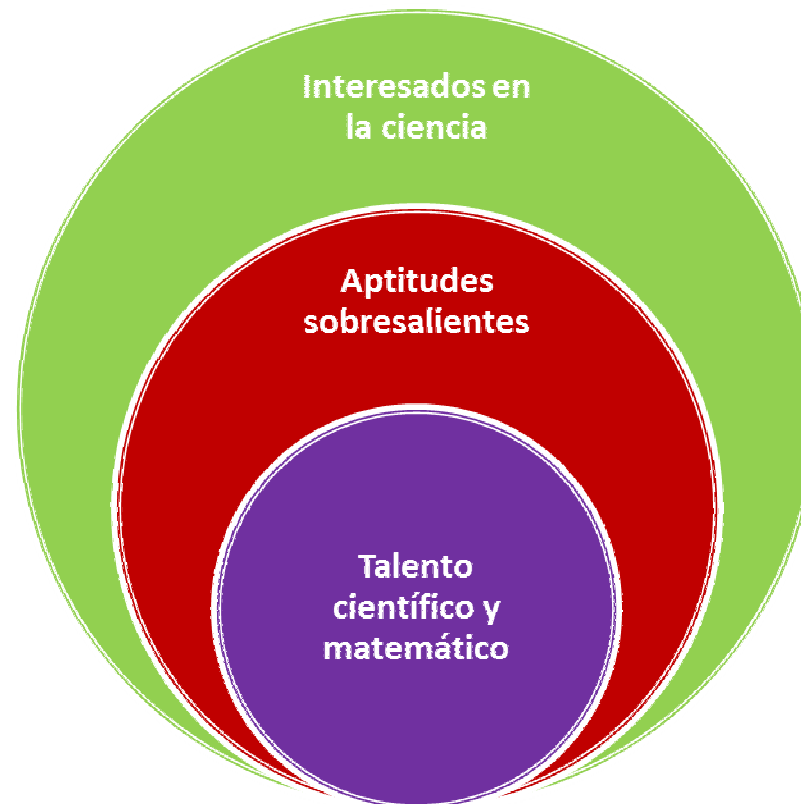 Interesados en
la ciencia
Aptitudes
sobresalientes
Talento
científico y
matemático